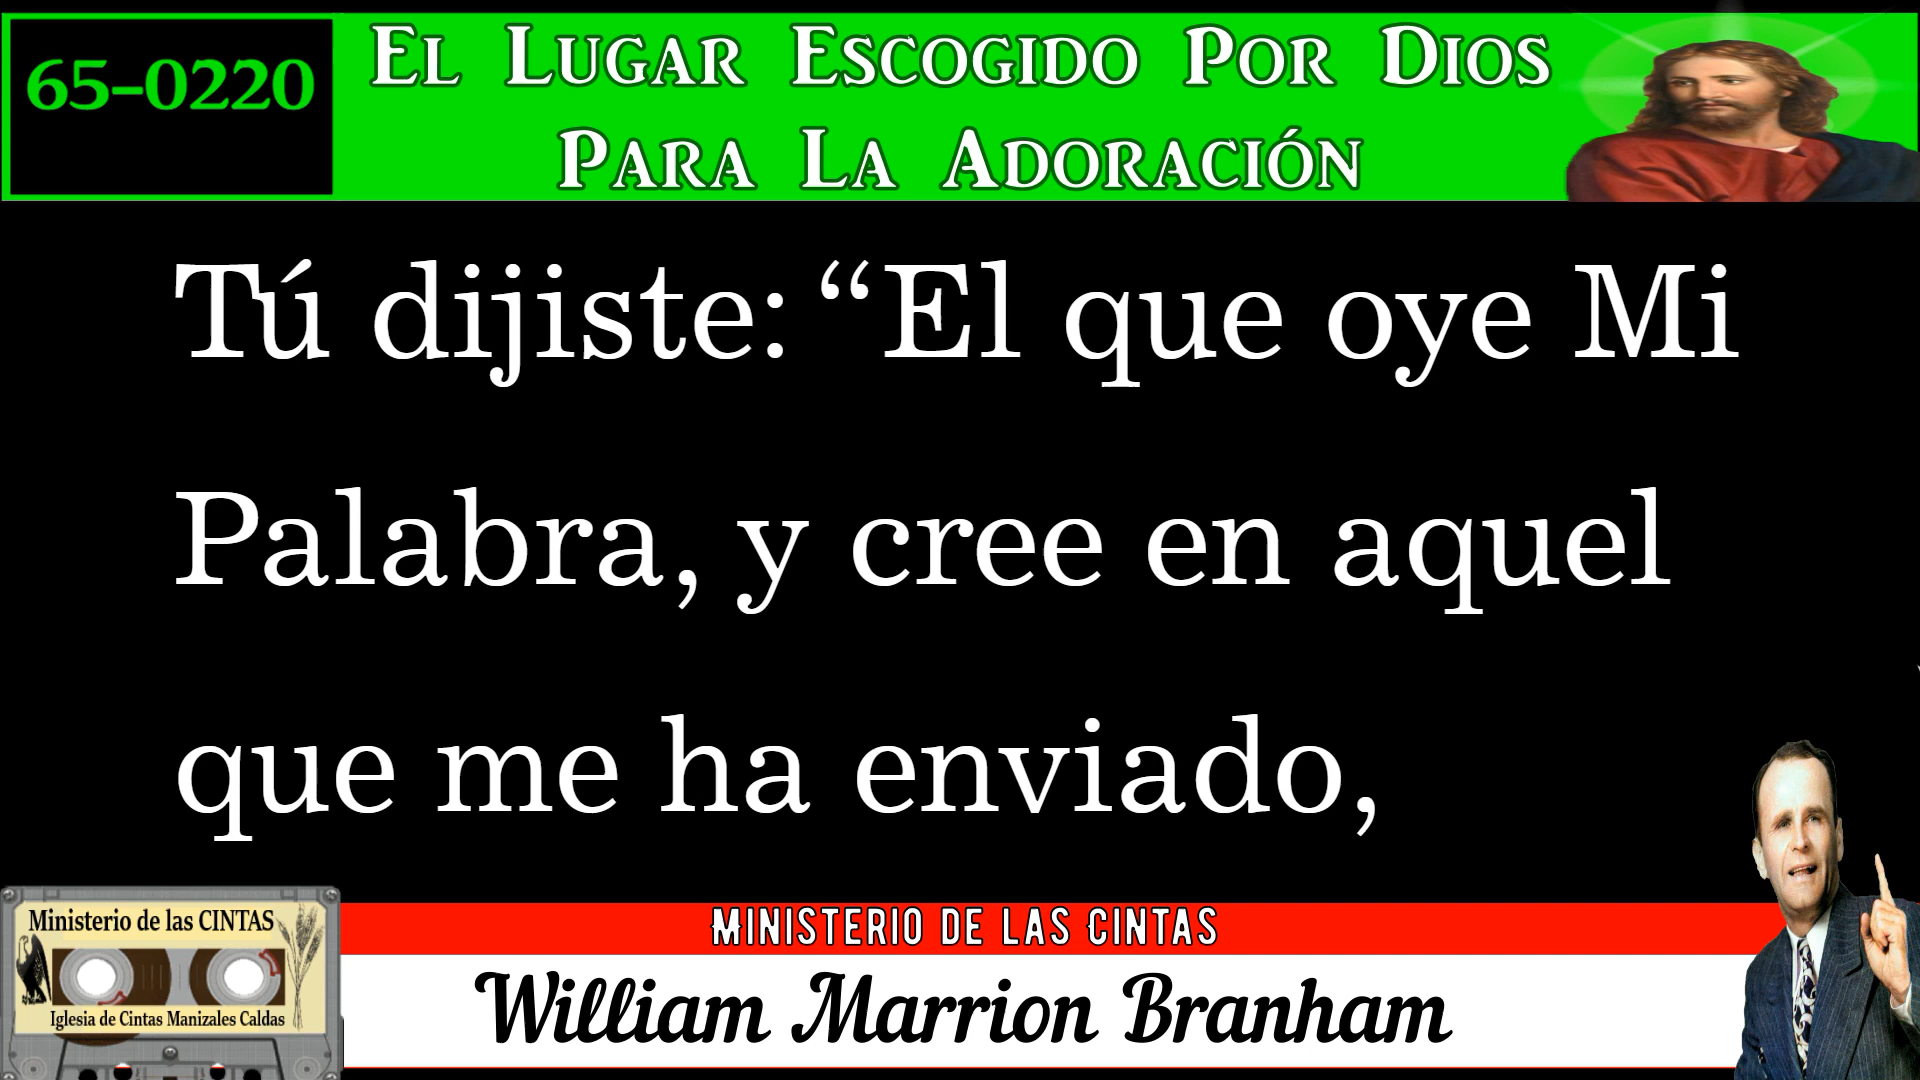 65-0220
El Lugar Escogido Por Dios
Para La Adoración
Tú dijiste: “El que oye Mi
Palabra, y cree en aquel
que me ha enviado,
Ministerio de las CINTAS
Iglesia de Cintas Manizales Caldas
Ministerio de las Cintas
William Marrion Branham